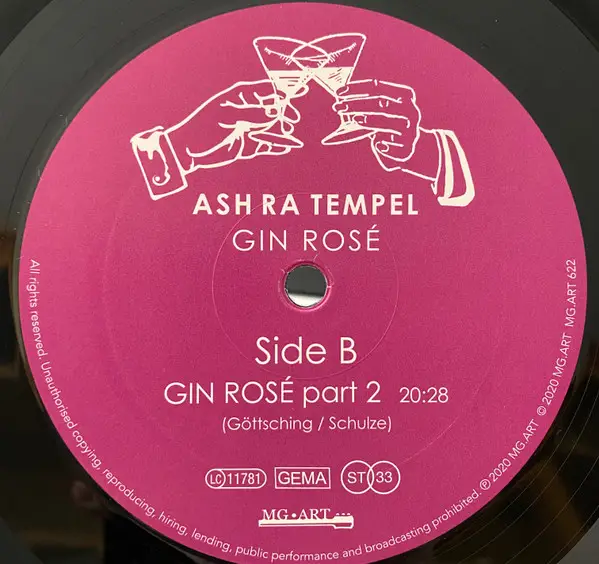 ASH RA TEMPEL
GIN ROSÉ
Side B
GIN ROSÉ part 2 20:28
(Göttsching / Schulze)
LC 11781 GEMA ST 33
MG•ART
All rights reserved. Unauthorised copying, reproducing, hiring, lending, public performance and broadcasting prohibited. ℗ 2020 MG.ART © 2020 MG.ART MG.ART 622